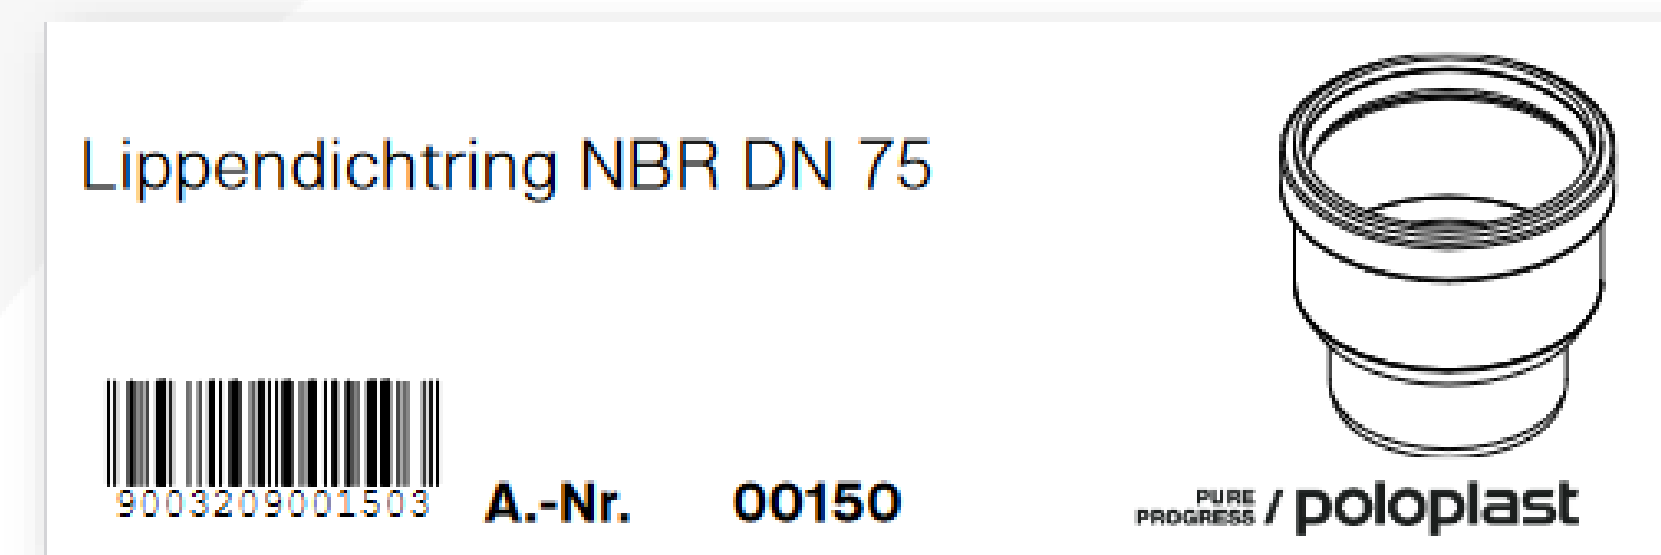 Lippendichtring NBR DN 75
9003209001503
A.-Nr. 00150
PURE
PROGRESS / poloplast